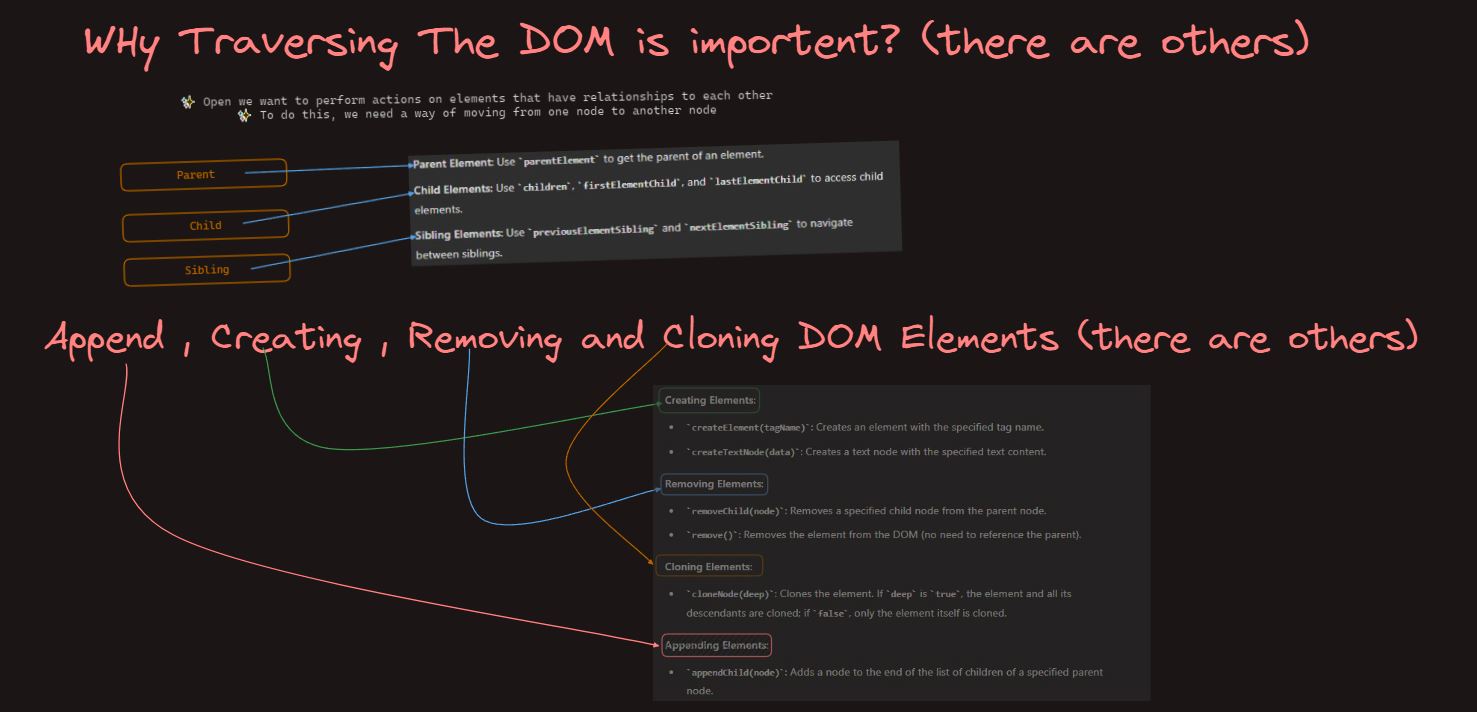 WHy Traversing The DOM is importent? (there are others)
✨ Open we want to perform actions on elements that have relationships to each other
✨ To do this, we need a way of moving from one node to another node
Parent
Child
Sibling
Parent Element: Use `parentElement` to get the parent of an element.
Child Elements: Use `children`, `firstElementChild`, and `lastElementChild` to access child
elements.
Sibling Elements: Use `previousElementSibling` and `nextElementSibling` to navigate
between siblings.
Append , Creating , Removing and Cloning DOM Elements (there are others)
Creating Elements:
• `createElement(tagName)`: Creates an element with the specified tag name.
• `createTextNode(data)`: Creates a text node with the specified text content.
Removing Elements:
• `removeChild(node)`: Removes a specified child node from the parent node.
• `remove()`: Removes the element from the DOM (no need to reference the parent).
Cloning Elements:
• `cloneNode(deep)`: Clones the element. If `deep` is `true`, the element and all its
descendants are cloned; if `false`, only the element itself is cloned.
Appending Elements:
• `appendChild(node)`: Adds a node to the end of the list of children of a specified parent
node.